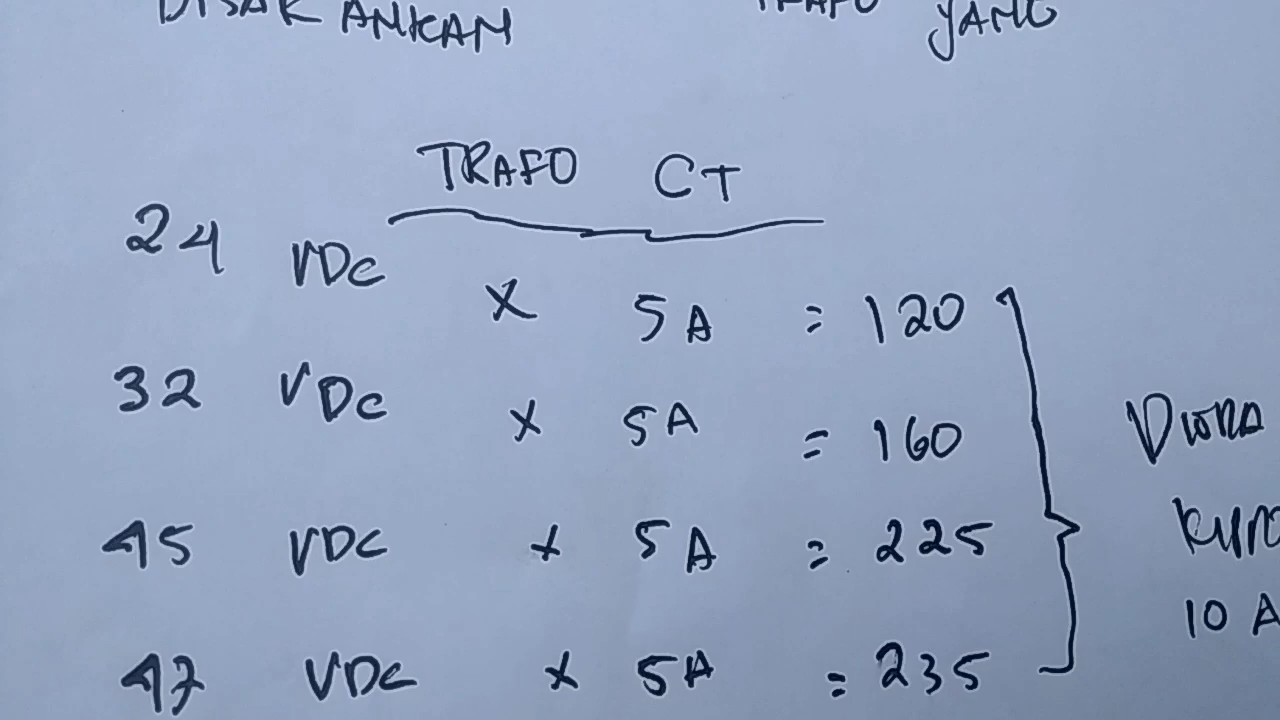 DISARANKAN TRAFO YANG
TRAFO CT
24 VDC x 5A = 120
32 VDC x 5A = 160
45 VDC x 5A = 225
47 VDC x 5A = 235
10 A